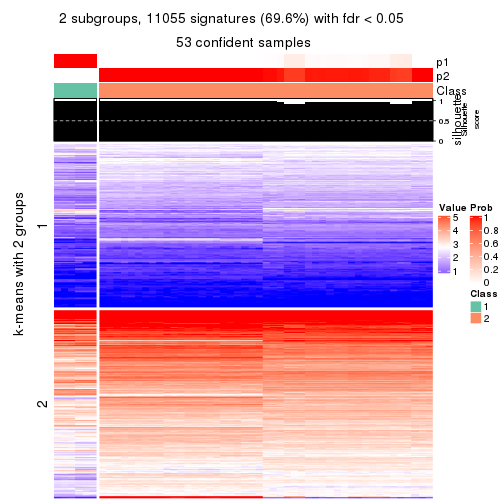 2 subgroups, 11055 signatures (69.6%) with fdr < 0.05
53 confident samples
p1
p2
Class
silhouette
Silhouette
score
1
0.5
0
k-means with 2 groups
1
2
Value
5
4
3
2
1
Prob
1
0.8
0.6
0.4
0.2
0
Class
1
2